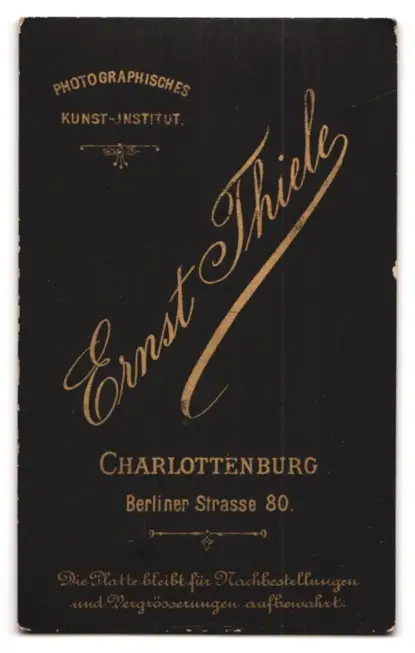 PHOTOGRAPHISCHES
KUNST-INSTITUT.
Ernst Thiele
CHARLOTTENBURG
Berliner Strasse 80.
Die Platte bleibt für Nachbestellungen
und Vergrösserungen aufbewahrt.